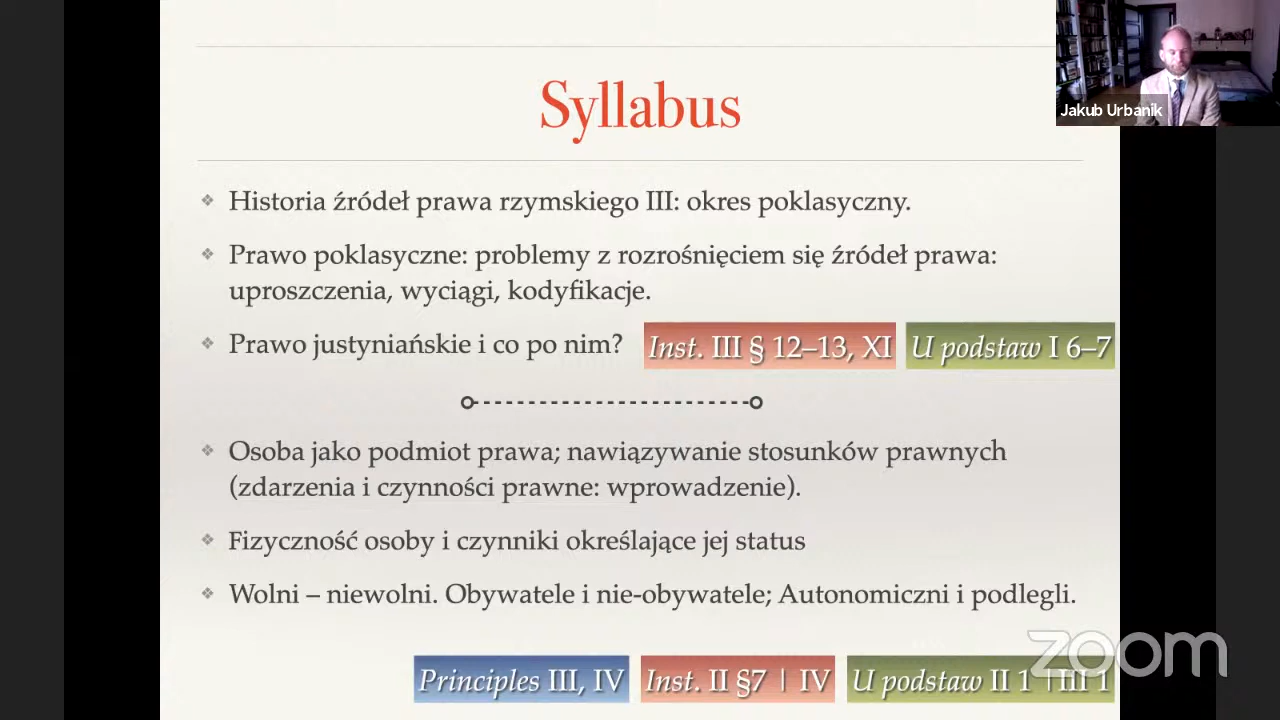 Syllabus
Jakub Urbanik
❖ Historia źródeł prawa rzymskiego III: okres poklasyczny.
❖ Prawo poklasyczne: problemy z rozrośnięciem się źródeł prawa:
uproszczenia, wyciągi, kodyfikacje.
❖ Prawo justyniańskie i co po nim?
Inst. III § 12–13, XI
U podstaw I 6–7
❖ Osoba jako podmiot prawa; nawiązywanie stosunków prawnych
(zdarzenia i czynności prawne: wprowadzenie).
❖ Fizyczność osoby i czynniki określające jej status
❖ Wolni – niewolni. Obywatele i nie-obywatele; Autonomiczni i podlegli.
zoom
Principles III, IV
Inst. II §7 | IV
U podstaw II 1 | III 1